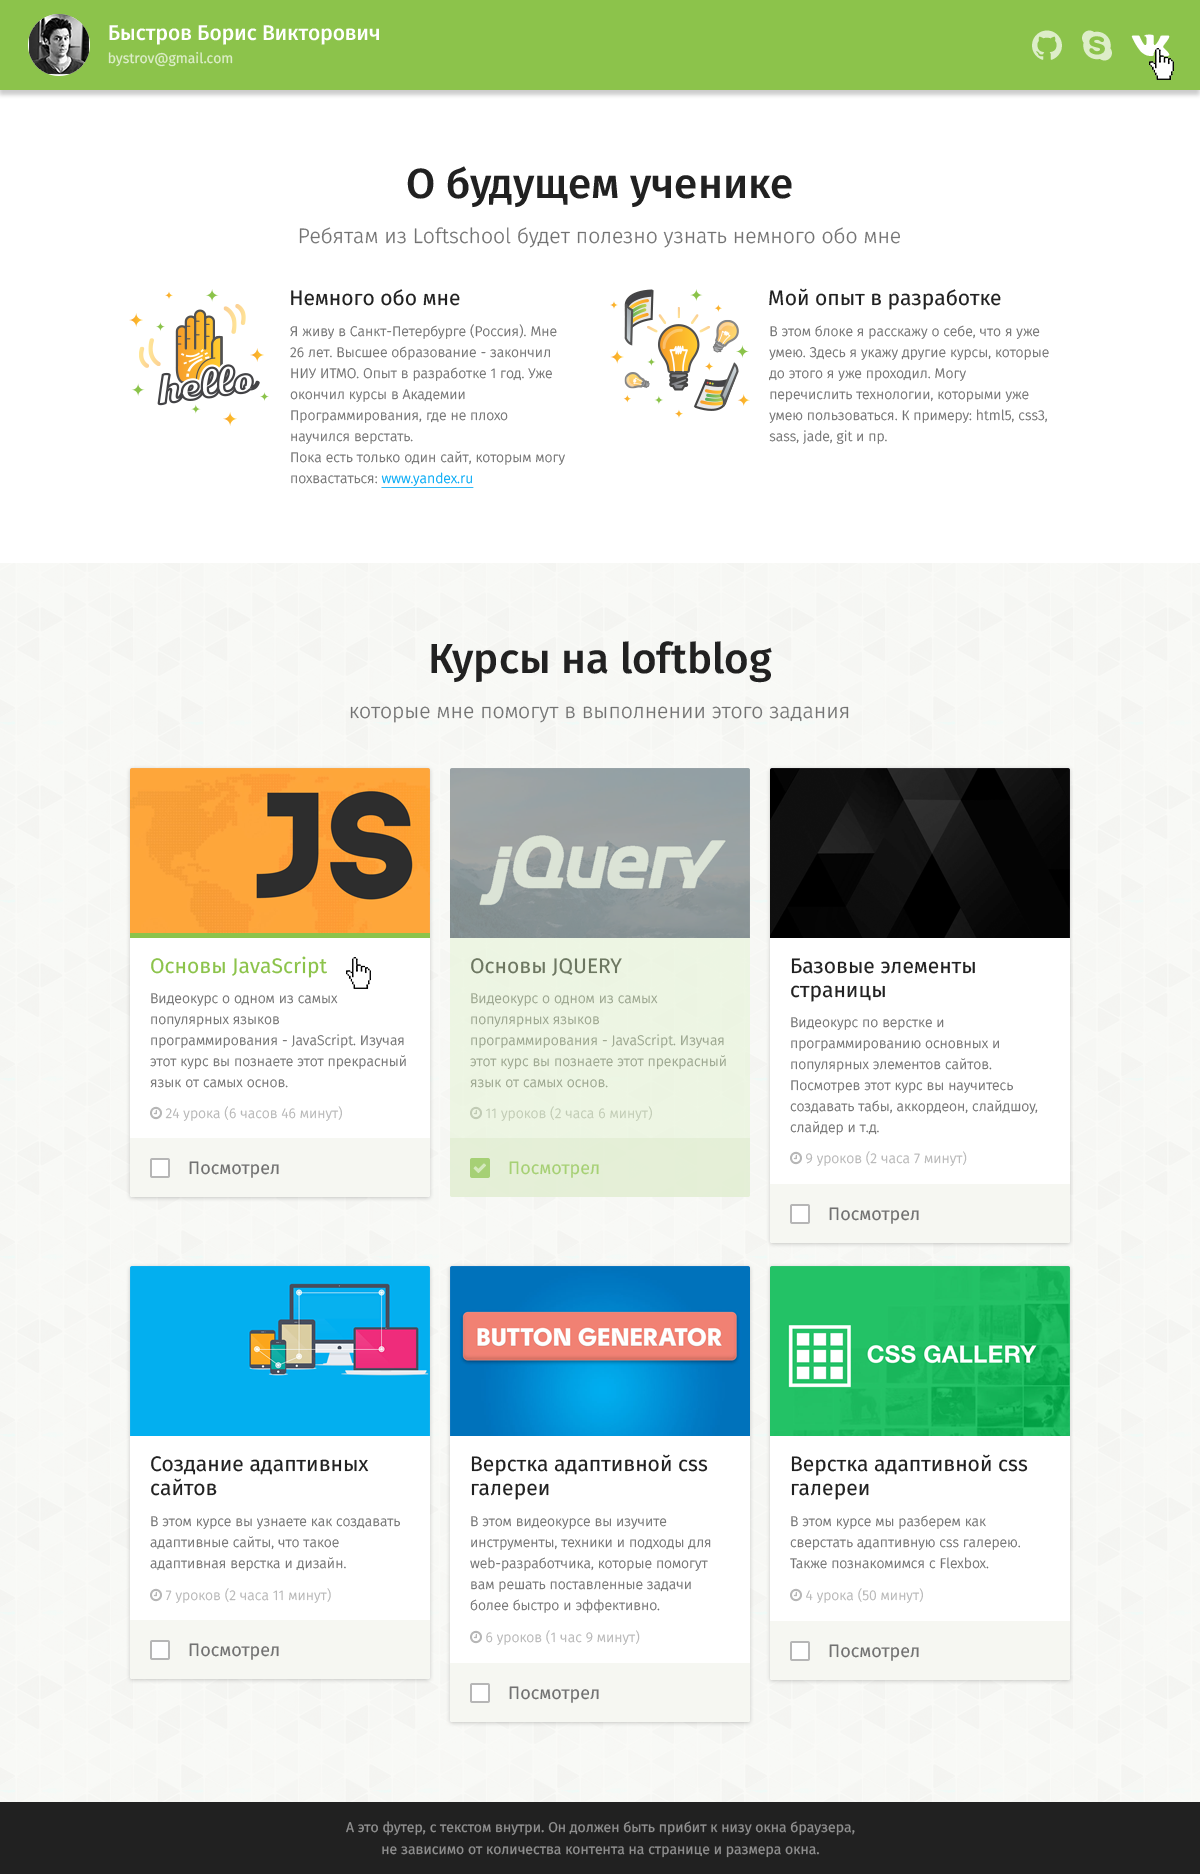 Быстров Борис Викторович
bystrov@gmail.com
О будущем ученике
Ребятам из Loftschool будет полезно узнать немного обо мне
hello
Немного обо мне
Я живу в Санкт-Петербурге (Россия). Мне
26 лет. Высшее образование - закончил
НИУ ИТМО. Опыт в разработке 1 год. Уже
окончил курсы в Академии
Программирования, где не плохо
научился верстать.
Пока есть только один сайт, которым могу
похвастаться: www.yandex.ru
Мой опыт в разработке
В этом блоке я расскажу о себе, что я уже
умею. Здесь я укажу другие курсы, которые
до этого я уже проходил. Могу
перечислить технологии, которыми уже
умею пользоваться. К примеру: html5, css3,
sass, jade, git и пр.
Курсы на loftblog
которые мне помогут в выполнении этого задания
JS
Основы JavaScript
Видеокурс о одном из самых
популярных языков
программирования - JavaScript. Изучая
этот курс вы познаете этот прекрасный
язык от самых основ.
24 урока (6 часов 46 минут)
Посмотрел
jQuery
Основы JQUERY
Видеокурс о одном из самых
популярных языков
программирования - JavaScript. Изучая
этот курс вы познаете этот прекрасный
язык от самых основ.
11 уроков (2 часа 6 минут)
Посмотрел
Базовые элементы
страницы
Видеокурс по верстке и
программированию основных и
популярных элементов сайтов.
Посмотрев этот курс вы научитесь
создавать табы, аккордеон, слайдшоу,
слайдер и т.д.
9 уроков (2 часа 7 минут)
Посмотрел
Создание адаптивных
сайтов
В этом курсе вы узнаете как создавать
адаптивные сайты, что такое
адаптивная верстка и дизайн.
7 уроков (2 часа 11 минут)
Посмотрел
BUTTON GENERATOR
Верстка адаптивной css
галереи
В этом видеокурсе вы изучите
инструменты, техники и подходы для
web-разработчика, которые помогут
вам решать поставленные задачи
более быстро и эффективно.
6 уроков (1 час 9 минут)
Посмотрел
CSS GALLERY
Верстка адаптивной css
галереи
В этом курсе мы разберем как
сверстать адаптивную css галерею.
Также познакомимся с Flexbox.
4 урока (50 минут)
Посмотрел
А это футер, с текстом внутри. Он должен быть прибит к низу окна браузера,
не зависимо от количества контента на странице и размера окна.